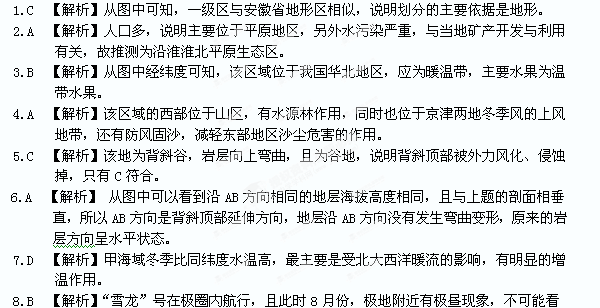 1.C 【解析】从图中可知，一级区与安徽省地形区相似，说明划分的主要依据是地形。
2.A 【解析】人口多，说明主要位于平原地区，另外水污染严重，与当地矿产开发与利用
有关，故推测为沿淮淮北平原生态区。
3.B 【解析】从图中经纬度可知，该区域位于我国华北地区，应为暖温带，主要水果为温
带水果。
4.A 【解析】该区域的西部位于山区，有水源林作用，同时也位于京津两地冬季风的上风
地带，还有防风固沙，减轻东部地区沙尘危害的作用。
5.C 【解析】该地为背斜谷，岩层向上弯曲，且为谷地，说明背斜顶部被外力风化、侵蚀
掉，只有 C 符合。
6.A 【解析】 从图中可以看到沿 AB 方向相同的地层海拔高度相同，且与上题的剖面相垂
直，所以 AB 方向是背斜顶部延伸方向，地层沿 AB 方向没有发生弯曲变形，原来的岩
层方向呈水平状态。
7.D 【解析】甲海域冬季比同纬度水温高，最主要是受北大西洋暖流的影响，有明显的增
温作用。
8.B 【解析】“雪龙”号在极圈内航行，且此时 8 月份，极地附近有极昼现象，不可能看